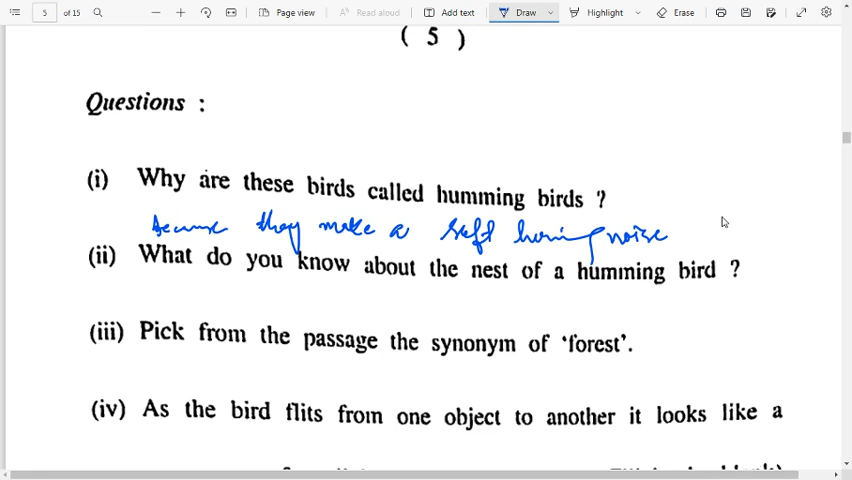 5 of 15 Page view Read aloud Add text Draw Highlight Erase
( 5 )
Questions :
(i) Why are these birds called humming birds ?
because they make a soft noise
(ii) What do you know about the nest of a humming bird ?
(iii) Pick from the passage the synonym of ‘forest’.
(iv) As the bird flits from one object to another it looks like a